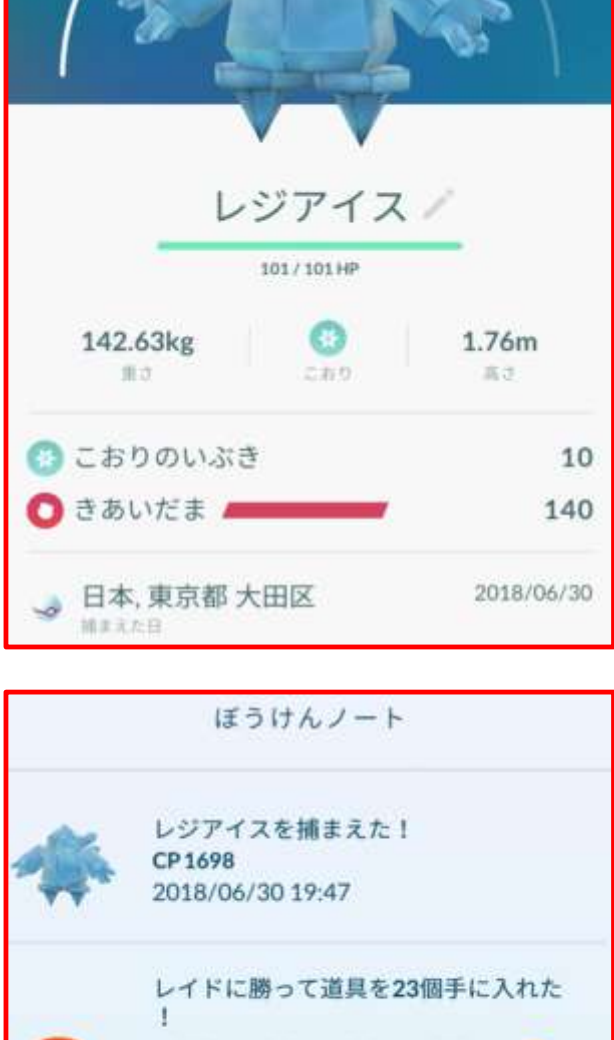 レジアイス
101 / 101 HP
142.63kg
重さ
こおり
1.76m
高さ
こおりのいぶき 10
きあいだま 140
日本, 東京都 大田区 2018/06/30
捕まえた日
ぼうけんノート
レジアイスを捕まえた！
CP1698
2018/06/30 19:47
レイドに勝って道具を23個手に入れた
！